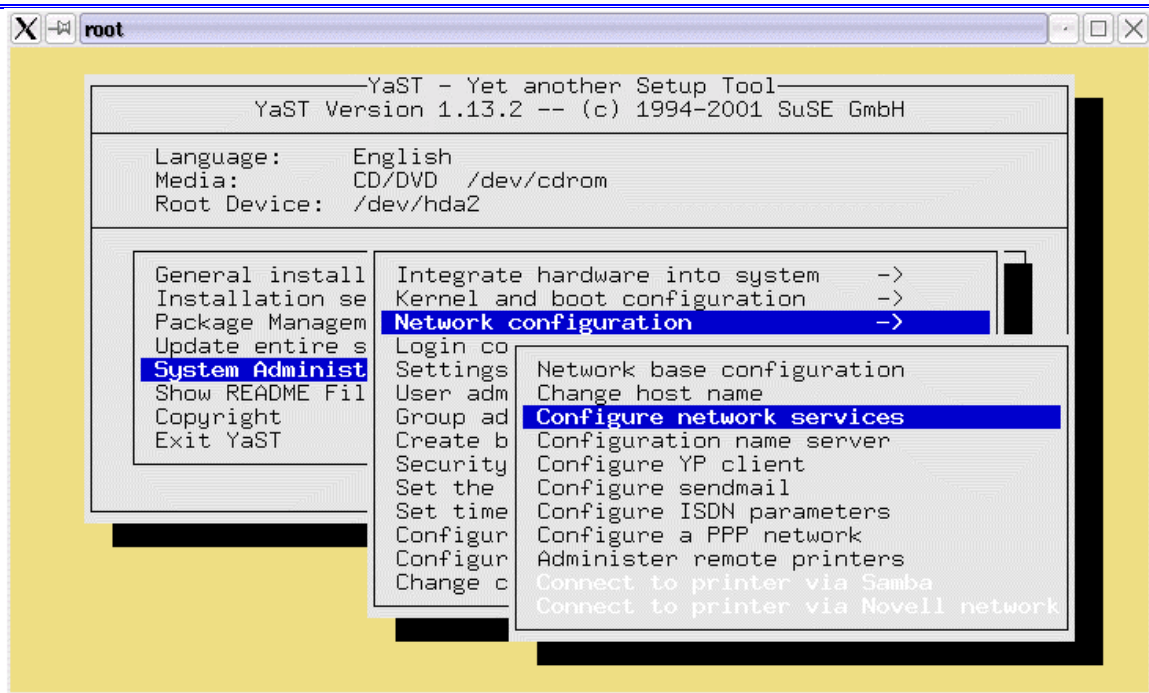 root
YaST - Yet another Setup Tool
YaST Version 1.13.2 -- (c) 1994-2001 SuSE GmbH
Language: English
Media: CD/DVD /dev/cdrom
Root Device: /dev/hda2
General install
Installation se
Package Managem
Update entire s
System Administ
Show README Fil
Copyright
Exit YaST
Integrate hardware into system ->
Kernel and boot configuration ->
Network configuration ->
Login co
Settings
User adm
Group ad
Create b
Security
Set the
Set time
Configur
Configur
Change c
Network base configuration
Change host name
Configure network services
Configuration name server
Configure YP client
Configure sendmail
Configure ISDN parameters
Configure a PPP network
Administer remote printers
Connect to printer via Samba
Connect to printer via Novell network